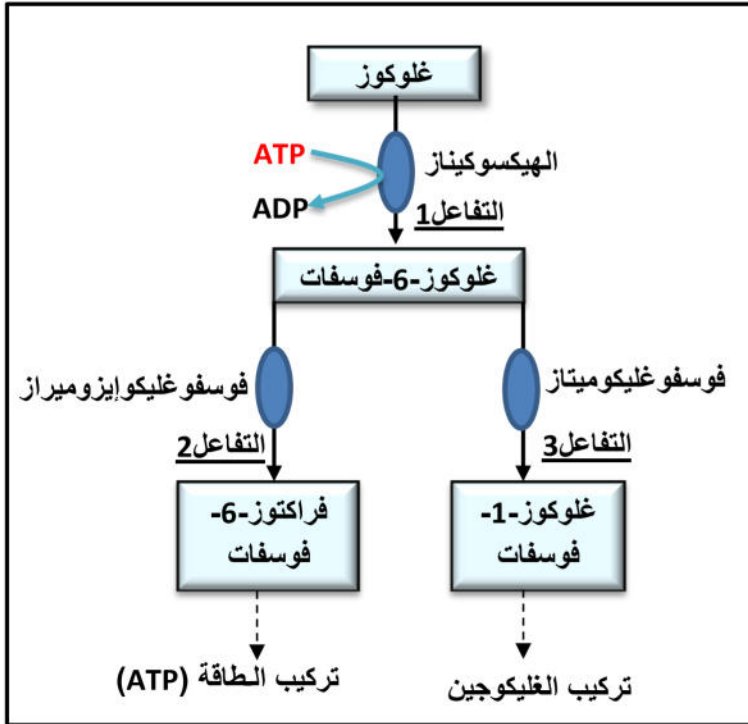 غلوكوز
الهيكسوكيناز
ATP
ADP
التفاعل1
غلوكوز-6-فوسفات
فوسفوغليكوميتاز
فوسفوغليكوإيزوميراز
التفاعل3
التفاعل2
غلوكوز-1-
فوسفات
فراكتوز-6-
فوسفات
تركيب الغليكوجين
تركيب الطاقة (ATP)